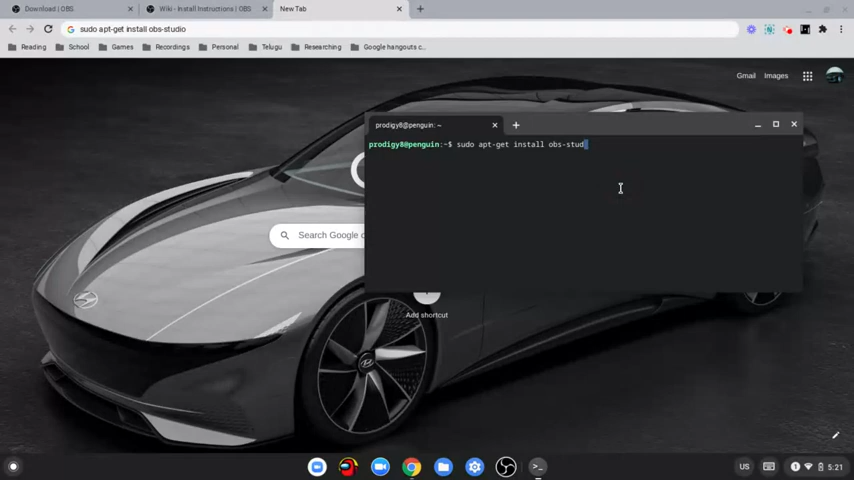 Download | OBS
Wiki - Install Instructions | OBS
New Tab
sudo apt-get install obs-studio
Reading
School
Games
Recordings
Personal
Telugu
Researching
Google hangouts c...
Gmail
Images
prodigy8@penguin: ~
prodigy8@penguin:~$ sudo apt-get install obs-stud
Search Google o
Add shortcut
US
5:21